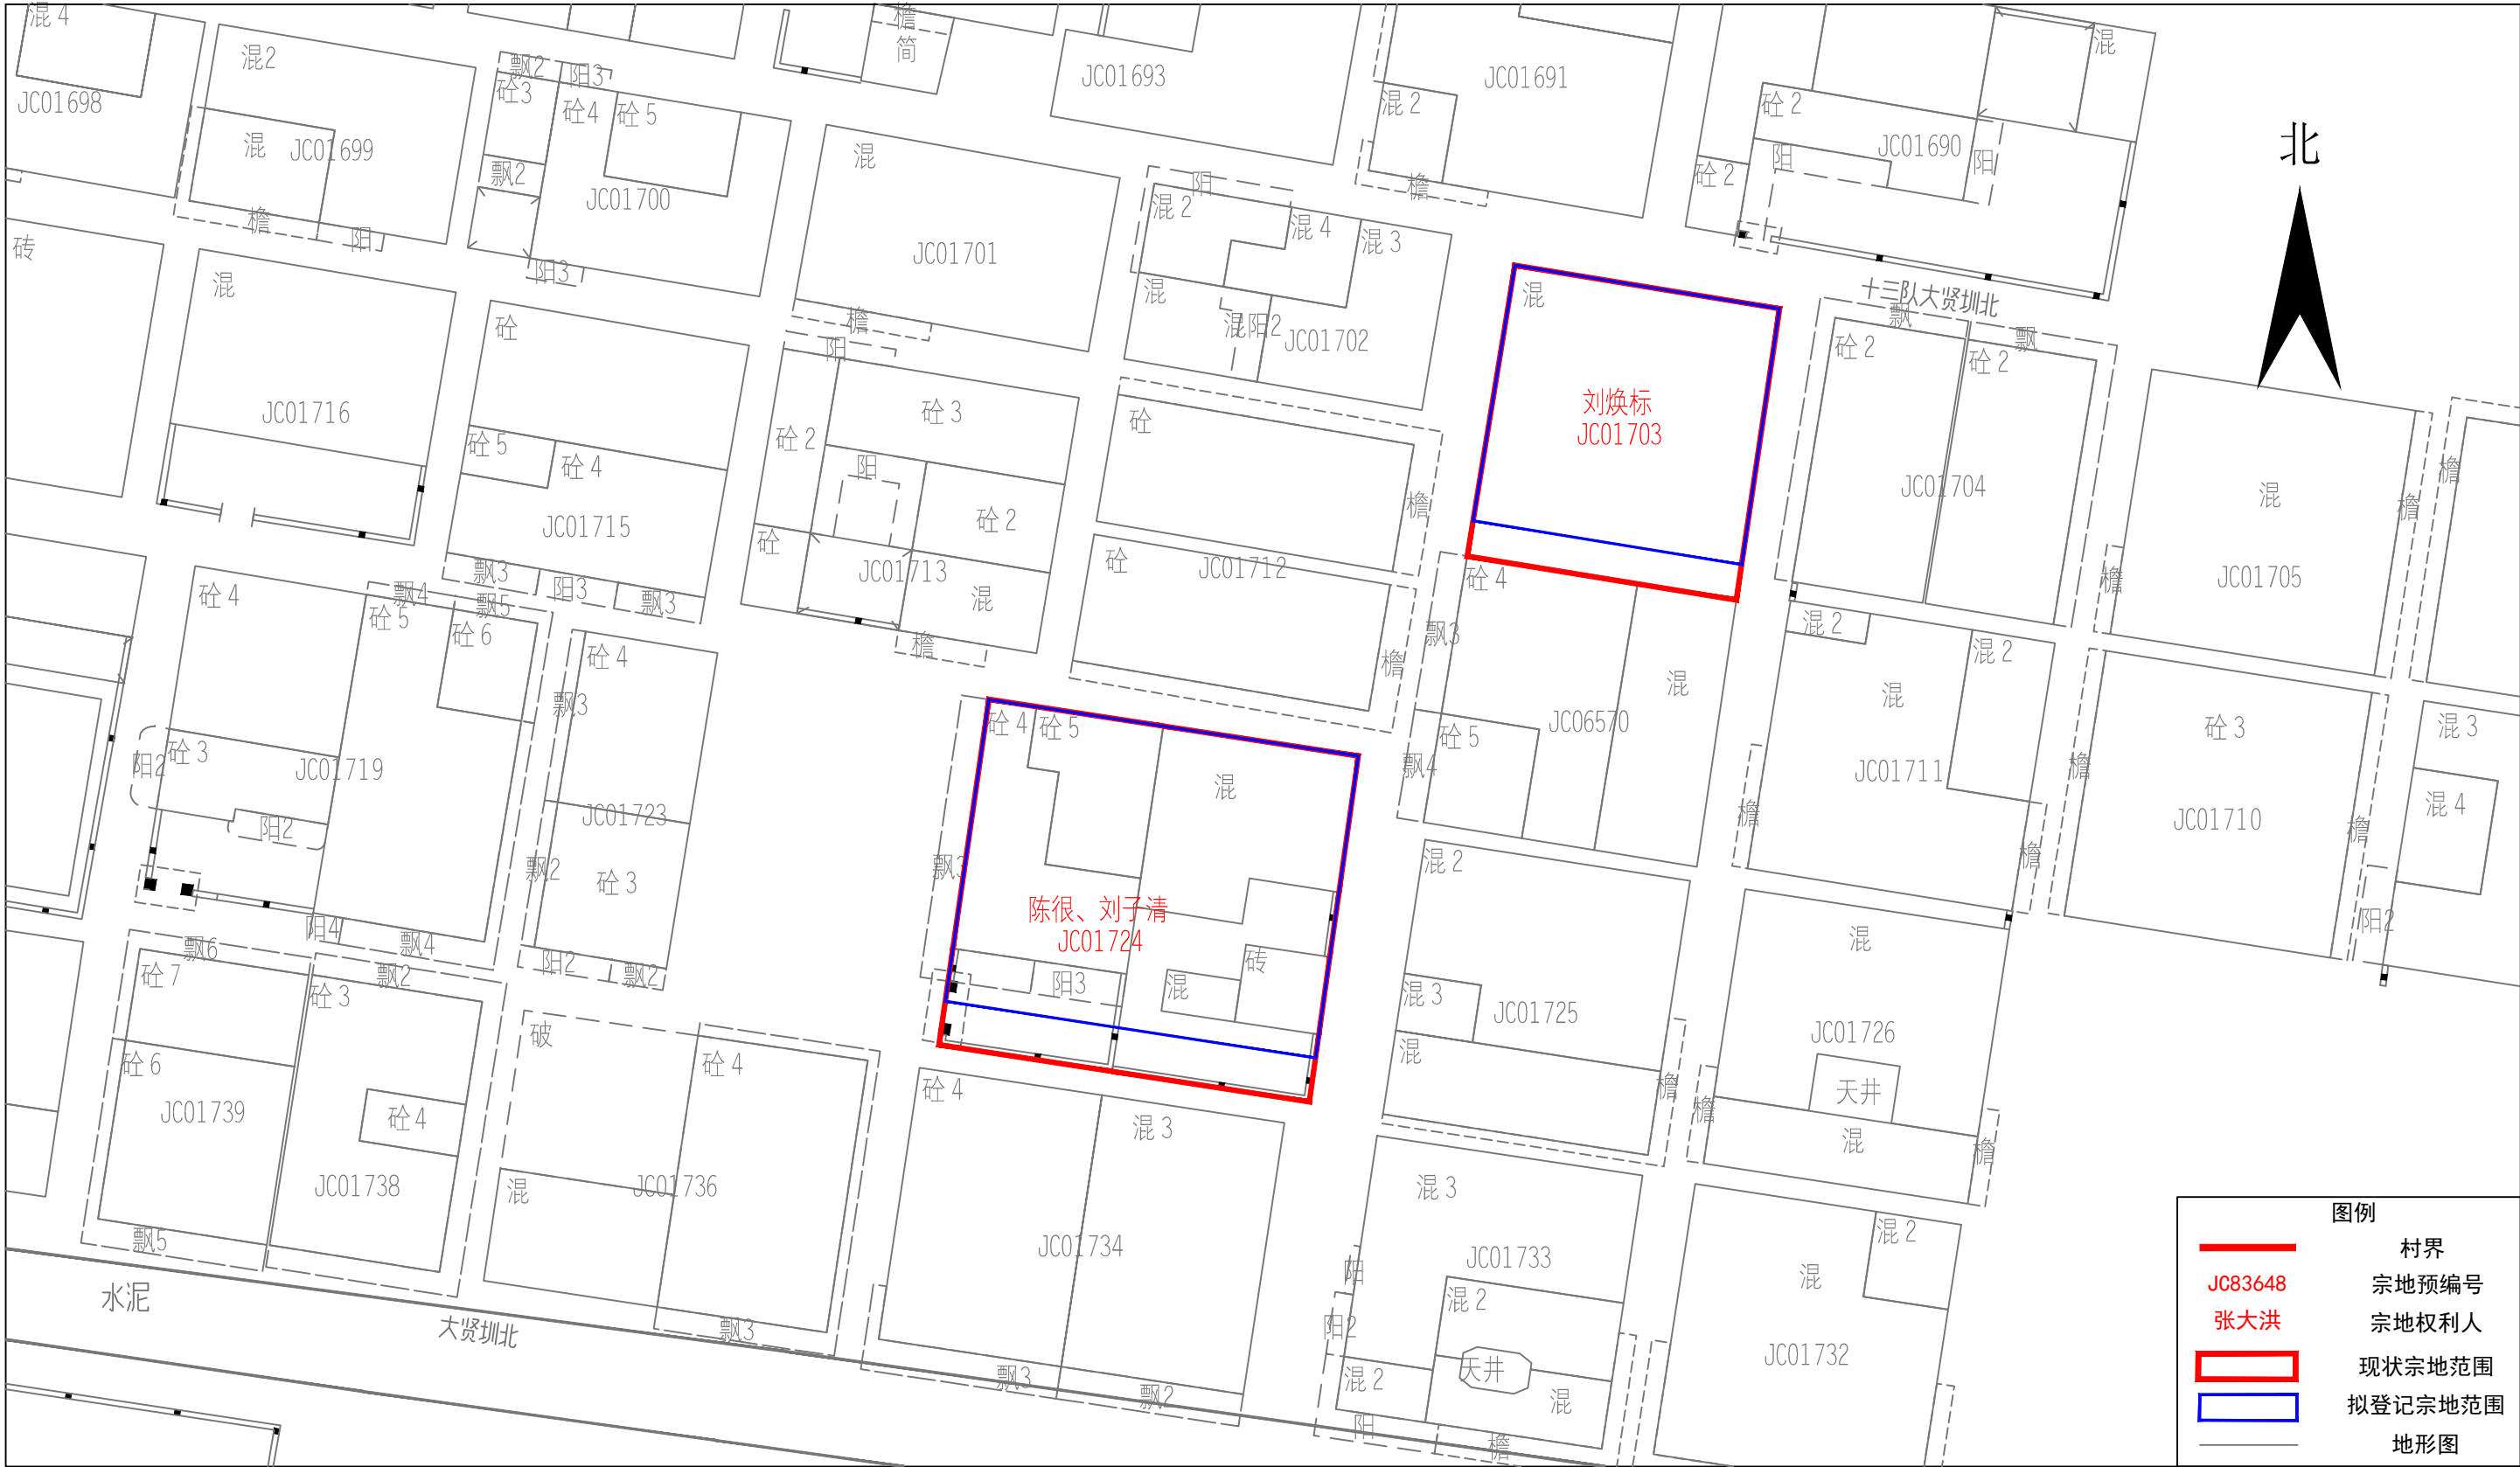 混 4
JC01698
混2
混
JC01699
檐
阳
飘2
阳3
砼3
砼4
砼 5
飘2
JC01700
阳3
檐
简
JC01693
JC01691
混 2
檐
混
砼 2
JC01690
阳
阳
砼 2
北
砖
混
JC01716
混
JC01701
檐
阳
混 2
混 4
混 3
混
混
阳2
JC01702
阳
混
刘焕标
JC01703
十三队大贤圳北
飘
飘
砼 2
砼 2
JC01704
砼
砼 5
砼 4
JC01715
飘3
阳3
飘3
砼 2
砼 3
阳
砼 2
砼
JC01713
混
檐
砼
檐
砼
JC01712
檐
砼 4
飘3
混
JC06570
砼 5
飘4
混
檐
檐
檐
JC01705
砼 4
飘4
飘5
砼 5
砼 6
砼 3
阳2
JC01719
阳2
阳4
飘4
砼 4
飘3
JC01723
飘2
砼 3
阳2
飘2
砼 4
砼 5
混
飘3
陈很、刘子清
JC01724
阳3
砖
混
混 2
混 2
混
JC01711
檐
檐
檐
砼 3
JC01710
檐
混 3
混 4
阳2
飘6
飘2
砼 7
砼 3
砼 6
JC01739
砼 4
JC01738
飘5
破
砼 4
混
JC01736
飘3
砼 4
混 3
JC01734
飘3
飘2
混 2
混 3
JC01725
混
檐
混
JC01726
天井
檐
混
檐
混 3
JC01733
阳
混 2
阳2
天井
混 2
混
阳
檐
混 2
混
JC01732
水泥
大贤圳北
图例
村界
JC83648 宗地预编号
张大洪 宗地权利人
现状宗地范围
拟登记宗地范围
地形图